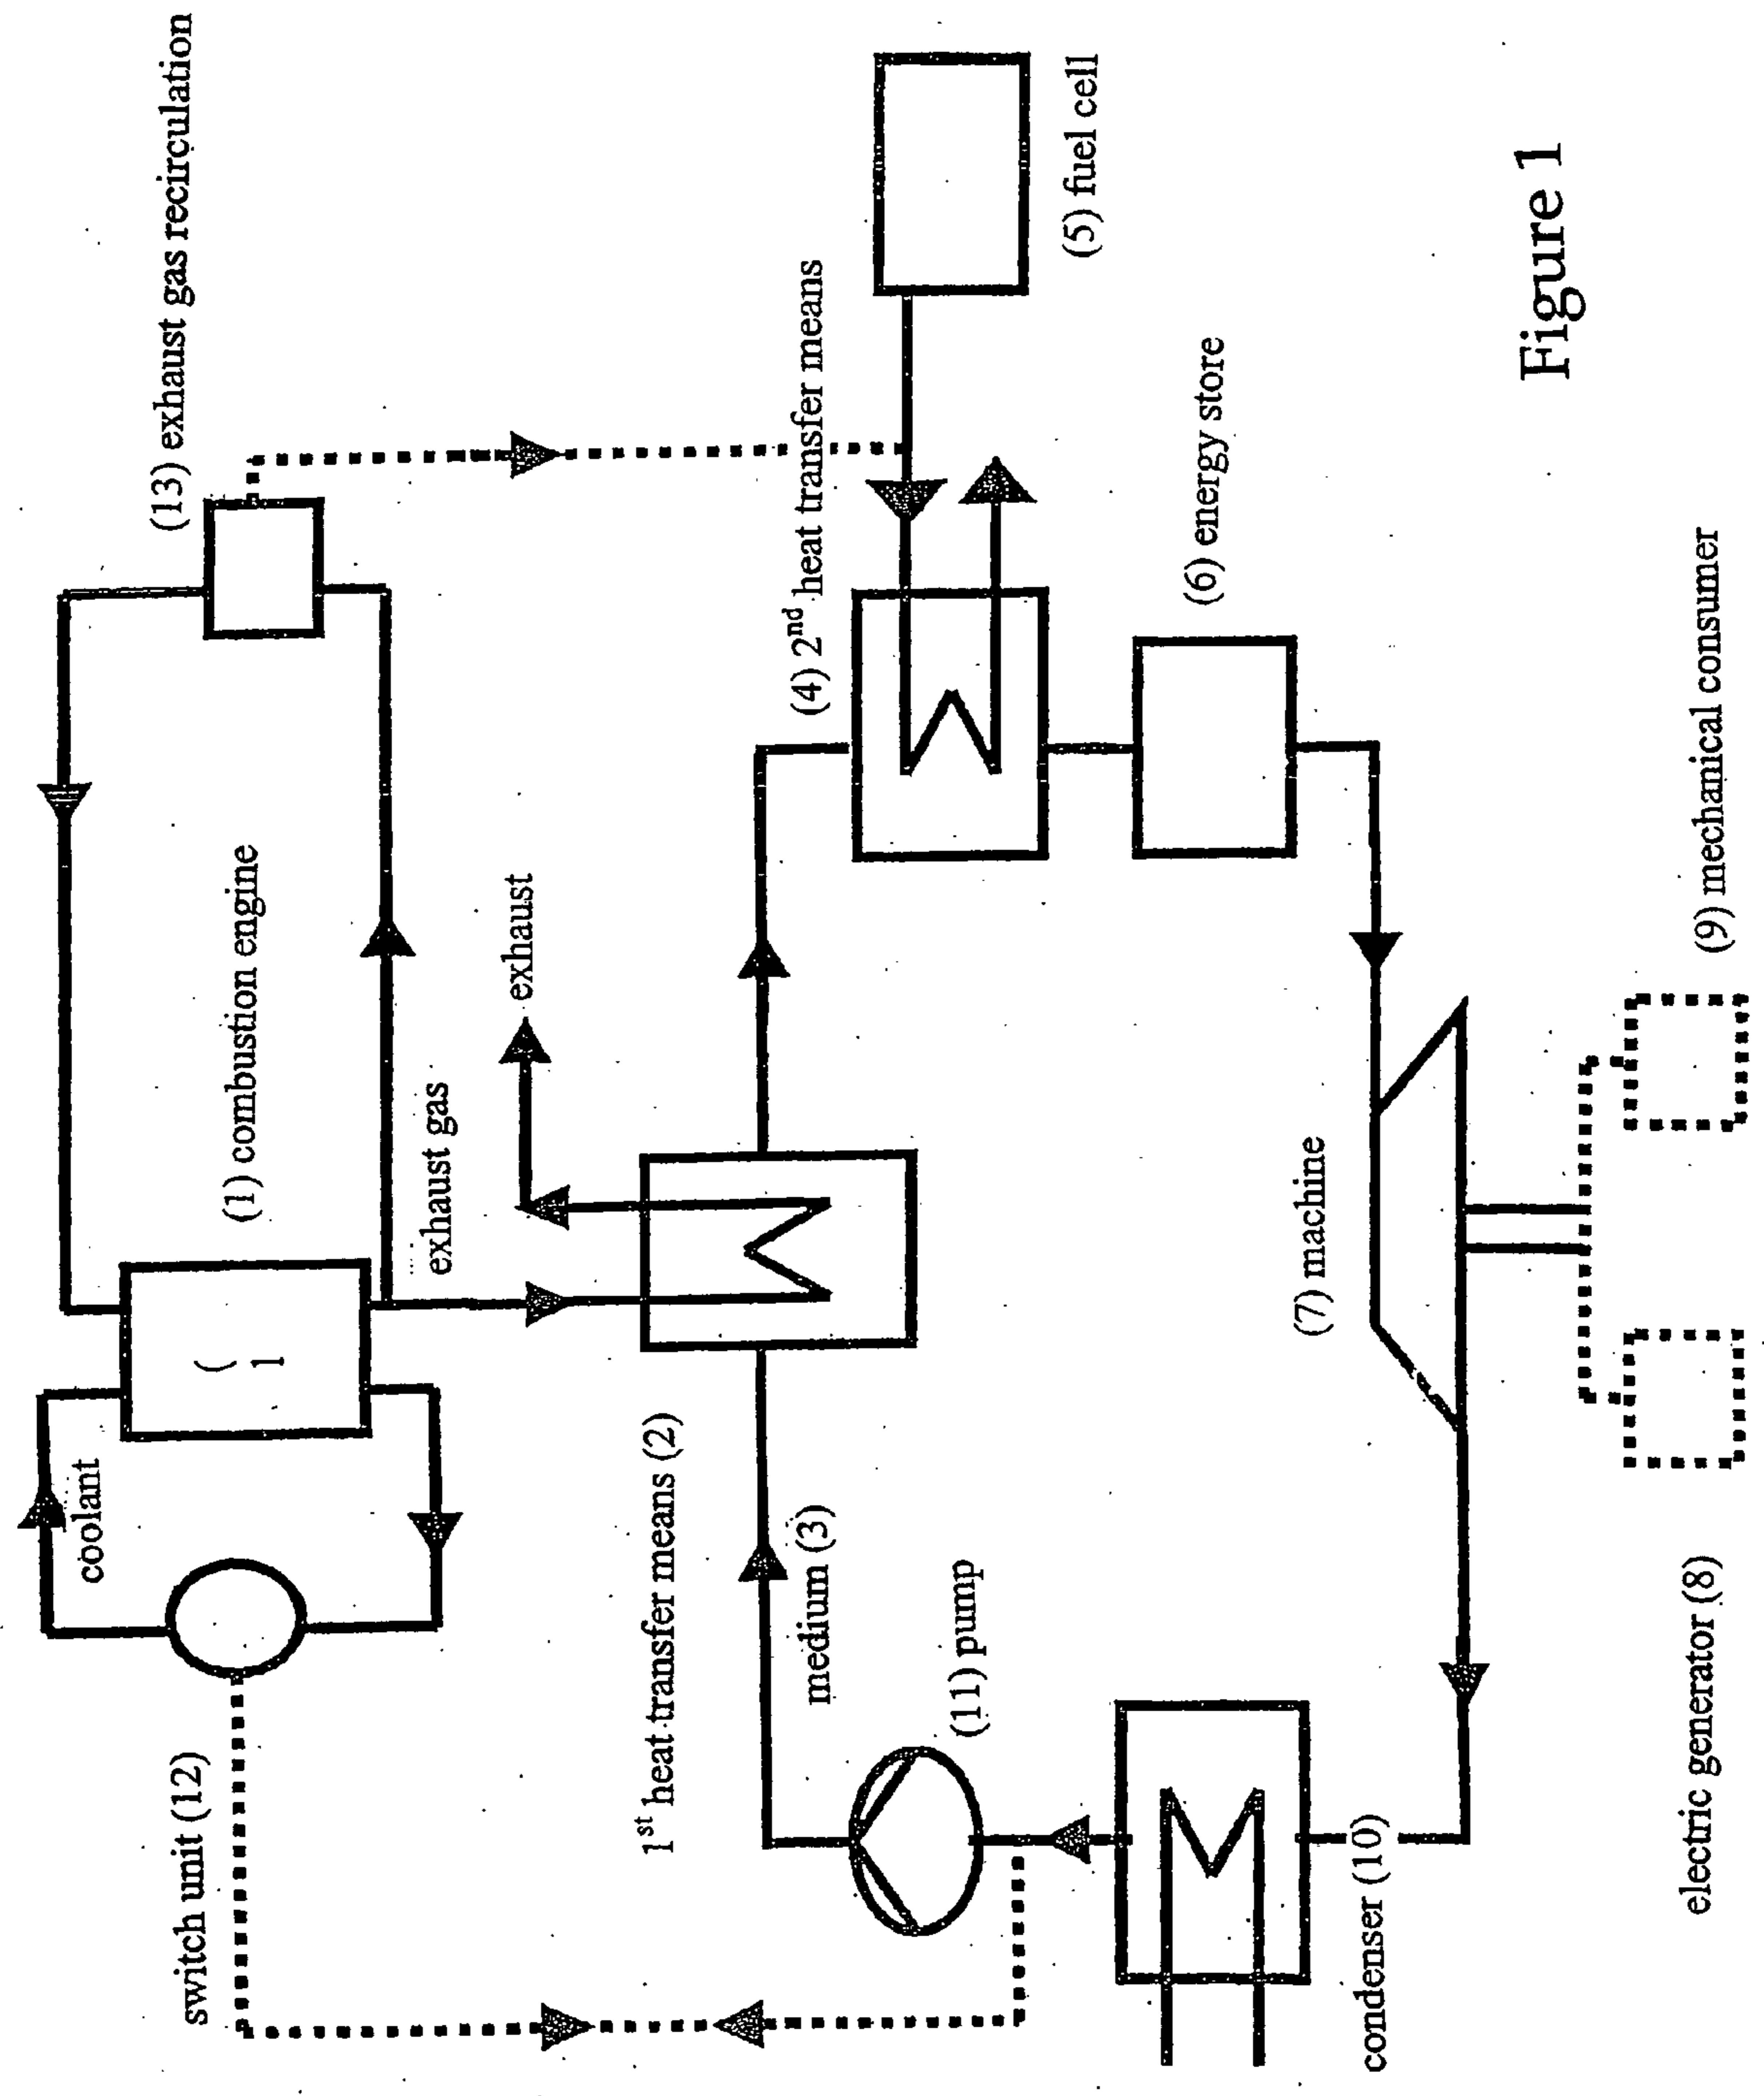 switch unit (12)
coolant
(1) combustion engine
(13) exhaust gas recirculation
( 1
exhaust gas
exhaust
1st heat transfer means (2)
medium (3)
(4) 2nd heat transfer means
(11) pump
(5) fuel cell
(6) energy store
condenser (10)
(7) machine
electric generator (8)
(9) mechanical consumer
Figure 1